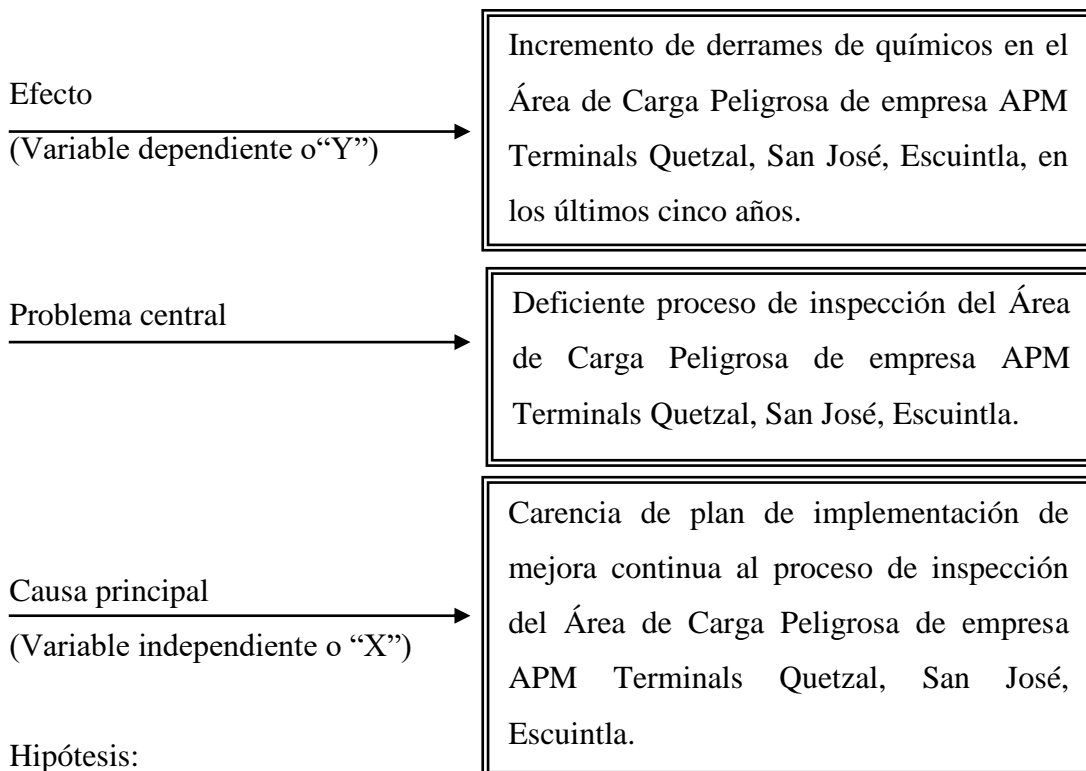 Efecto
(Variable dependiente o“Y”)
Incremento de derrames de químicos en el
Área de Carga Peligrosa de empresa APM
Terminals Quetzal, San José, Escuintla, en
los últimos cinco años.
Problema central
Deficiente proceso de inspección del Área
de Carga Peligrosa de empresa APM
Terminals Quetzal, San José, Escuintla.
Causa principal
(Variable independiente o “X”)
Carencia de plan de implementación de
mejora continua al proceso de inspección
del Área de Carga Peligrosa de empresa
APM Terminals Quetzal, San José,
Escuintla.
Hipótesis: